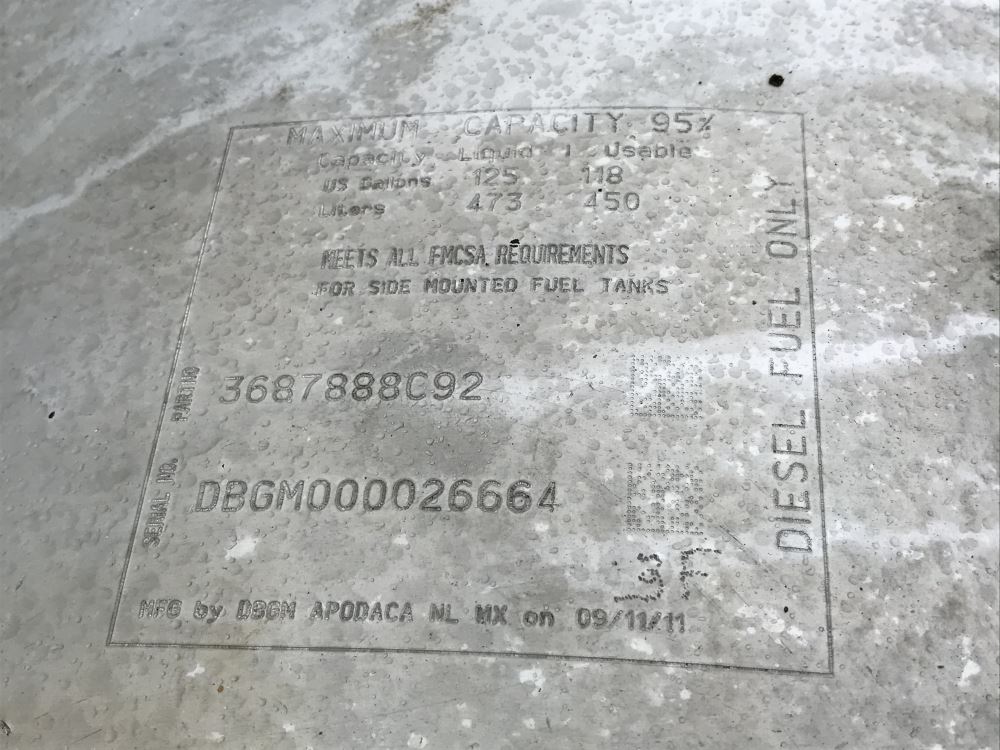 MAXIMUM CAPACITY 95%
Capacity Liquid | Usable
US Gallons 125 118
Liters 473 450
MEETS ALL FMCSA REQUIREMENTS
FOR SIDE MOUNTED FUEL TANKS
DIESEL FUEL ONLY
PART NO
3687888C92
SERIAL NO.
DBGM000026664
MFG by DBGM APODACA NL MX on 09/11/11